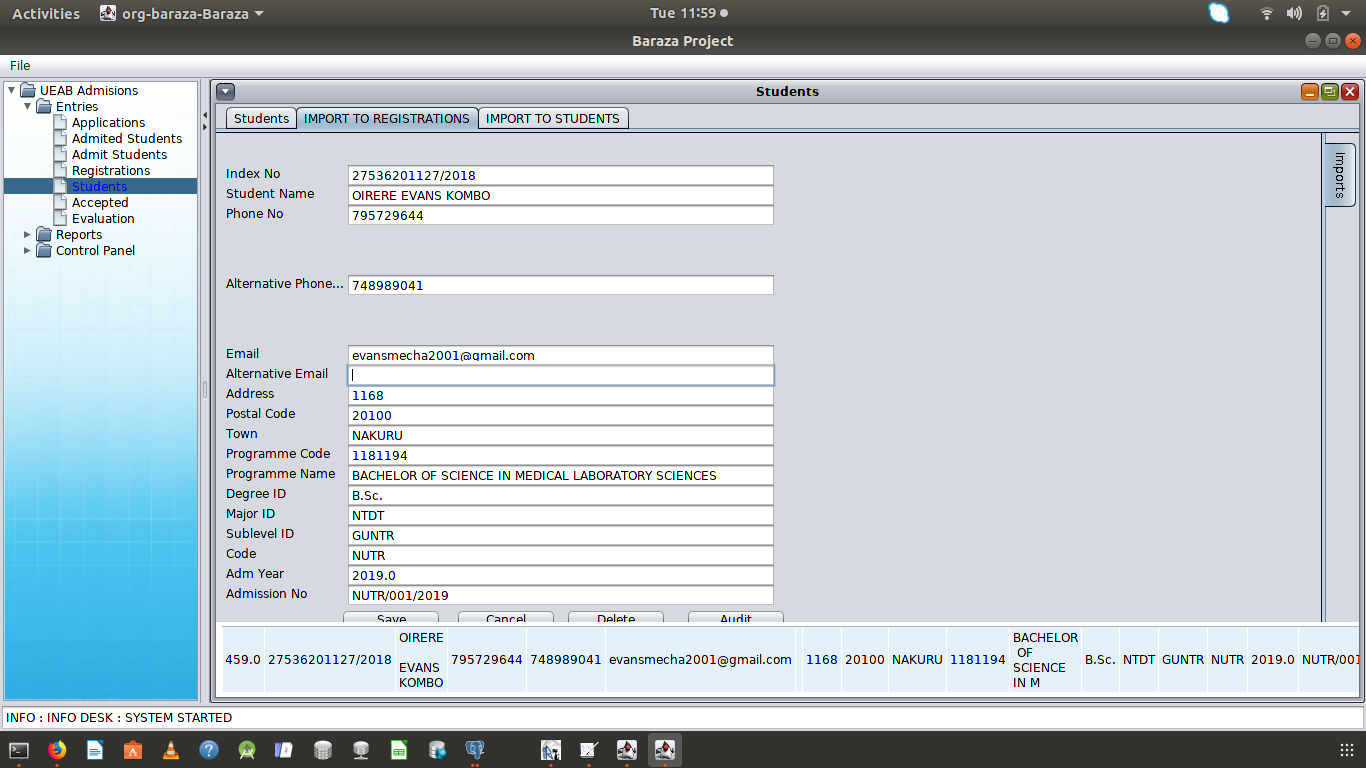 Activities org-baraza-Baraza Tue 11:59
Baraza Project
File
UEAB Admisions
Entries
Applications
Admited Students
Admit Students
Registrations
Students
Accepted
Evaluation
Reports
Control Panel
Students
Students IMPORT TO REGISTRATIONS IMPORT TO STUDENTS
Imports
Index No 27536201127/2018
Student Name OIRERE EVANS KOMBO
Phone No 795729644
Alternative Phone... 748989041
Email evansmecha2001@gmail.com
Alternative Email
Address 1168
Postal Code 20100
Town NAKURU
Programme Code 1181194
Programme Name BACHELOR OF SCIENCE IN MEDICAL LABORATORY SCIENCES
Degree ID B.Sc.
Major ID NTDT
Sublevel ID GUNTR
Code NUTR
Adm Year 2019.0
Admission No NUTR/001/2019
Save Cancel Delete Audit
459.0 27536201127/2018 OIRERE EVANS KOMBO 795729644 748989041 evansmecha2001@gmail.com 1168 20100 NAKURU 1181194 BACHELOR OF SCIENCE IN M B.Sc. NTDT GUNTR NUTR 2019.0 NUTR/001
INFO : INFO DESK : SYSTEM STARTED